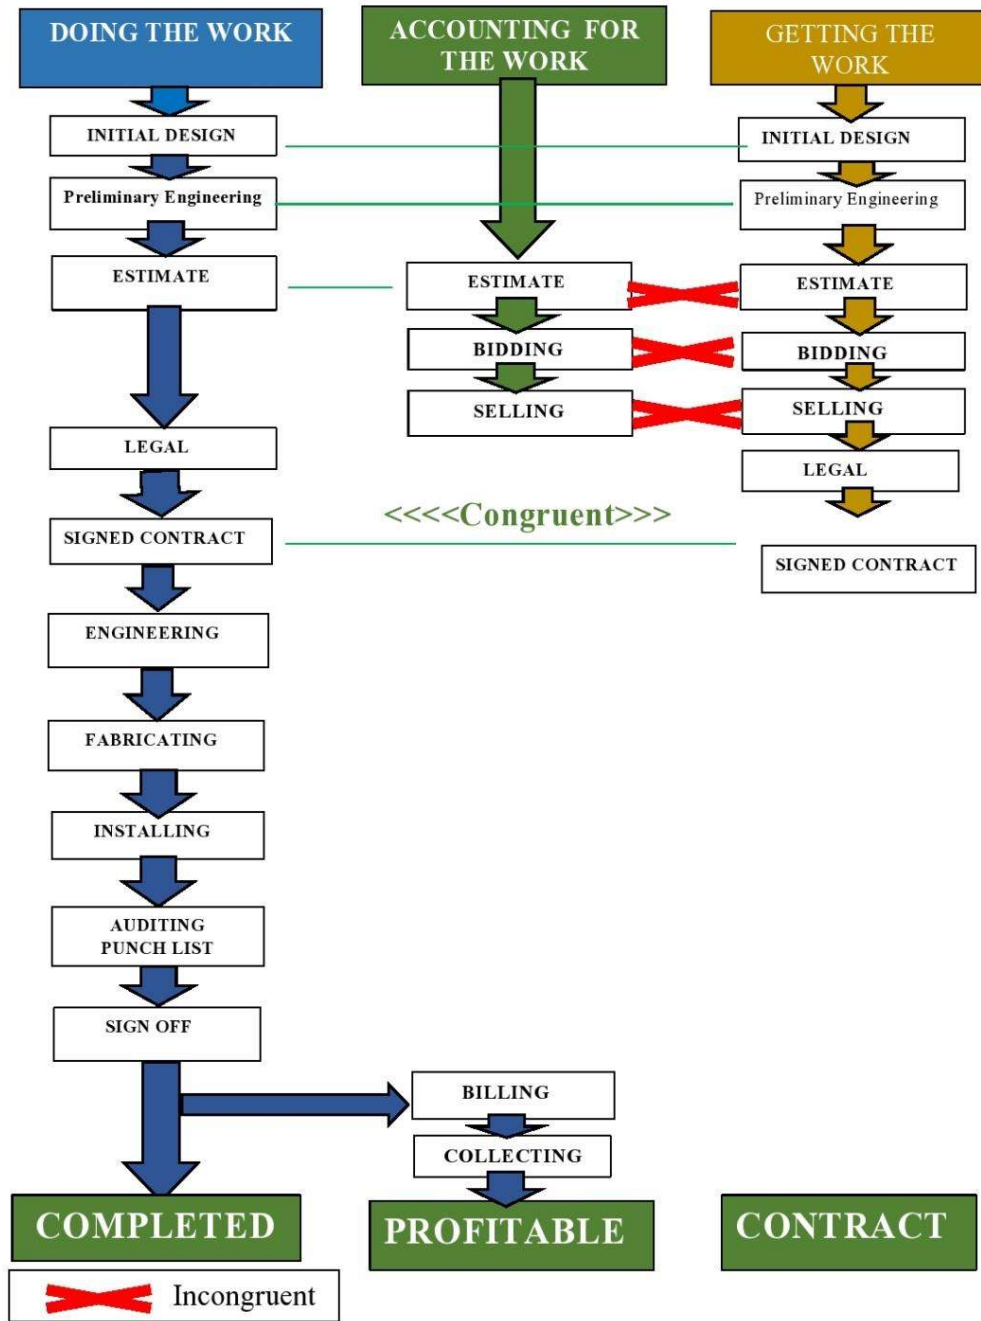 DOING THE WORK
INITIAL DESIGN
Preliminary Engineering
ESTIMATE
LEGAL
SIGNED CONTRACT
ENGINEERING
FABRICATING
INSTALLING
AUDITING
PUNCH LIST
SIGN OFF
COMPLETED
ACCOUNTING FOR
THE WORK
ESTIMATE
BIDDING
SELLING
<<<<Congruent>>>
BILLING
COLLECTING
PROFITABLE
GETTING THE
WORK
INITIAL DESIGN
Preliminary Engineering
ESTIMATE
BIDDING
SELLING
LEGAL
SIGNED CONTRACT
CONTRACT
Incongruent